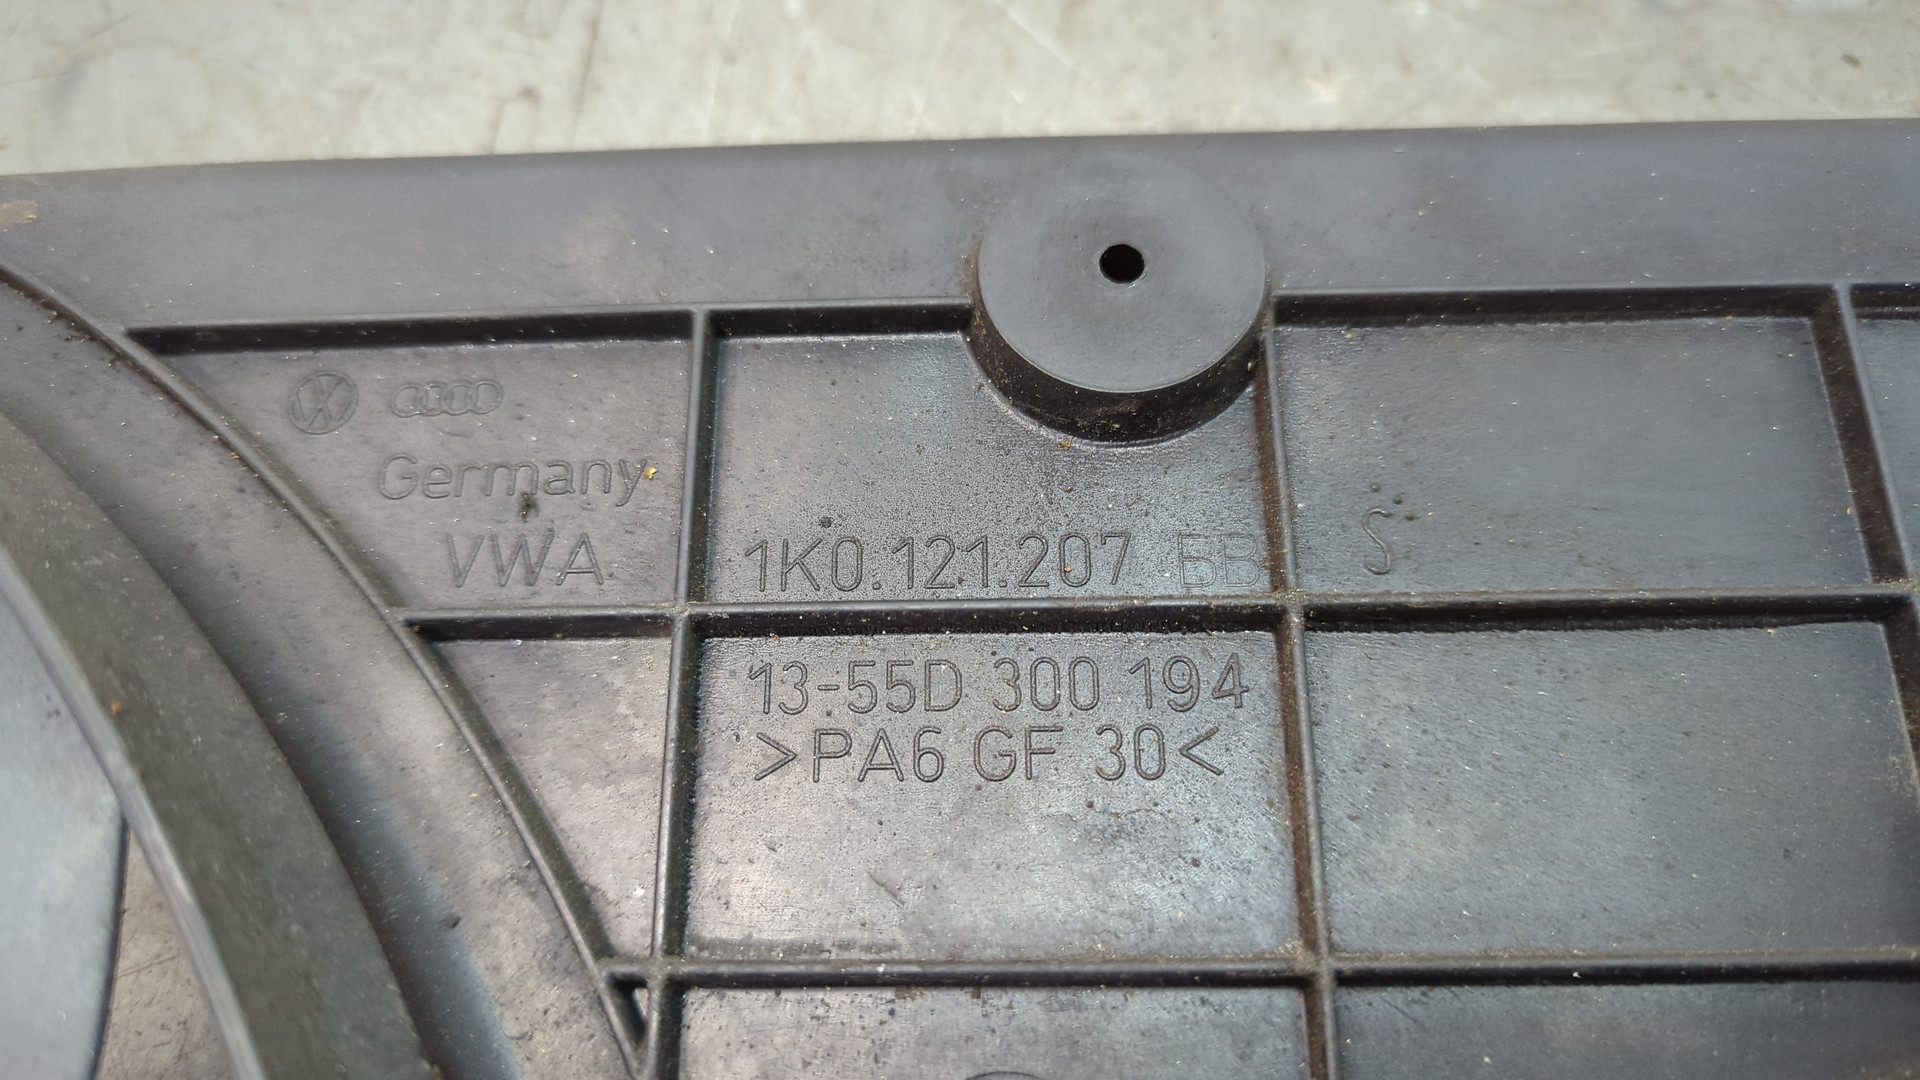 Germany
VWA
1K0.121.207 BB S
13-55D 300 194
>PA6 GF 30<